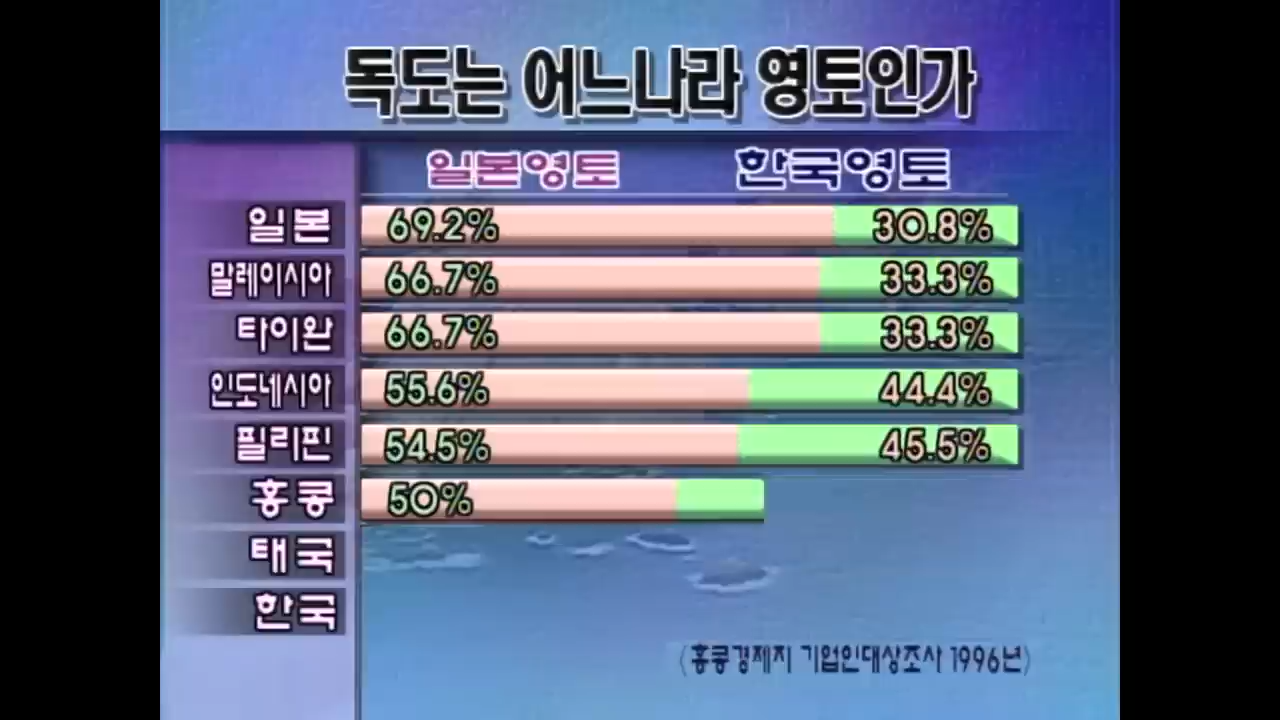 독도는 어느나라 영토인가
일본영토 한국영토
일본 69.2% 30.8%
말레이시아 66.7% 33.3%
타이완 66.7% 33.3%
인도네시아 55.6% 44.4%
필리핀 54.5% 45.5%
홍콩 50%
태국
한국
(홍콩경제지 기업인대상조사 1996년)